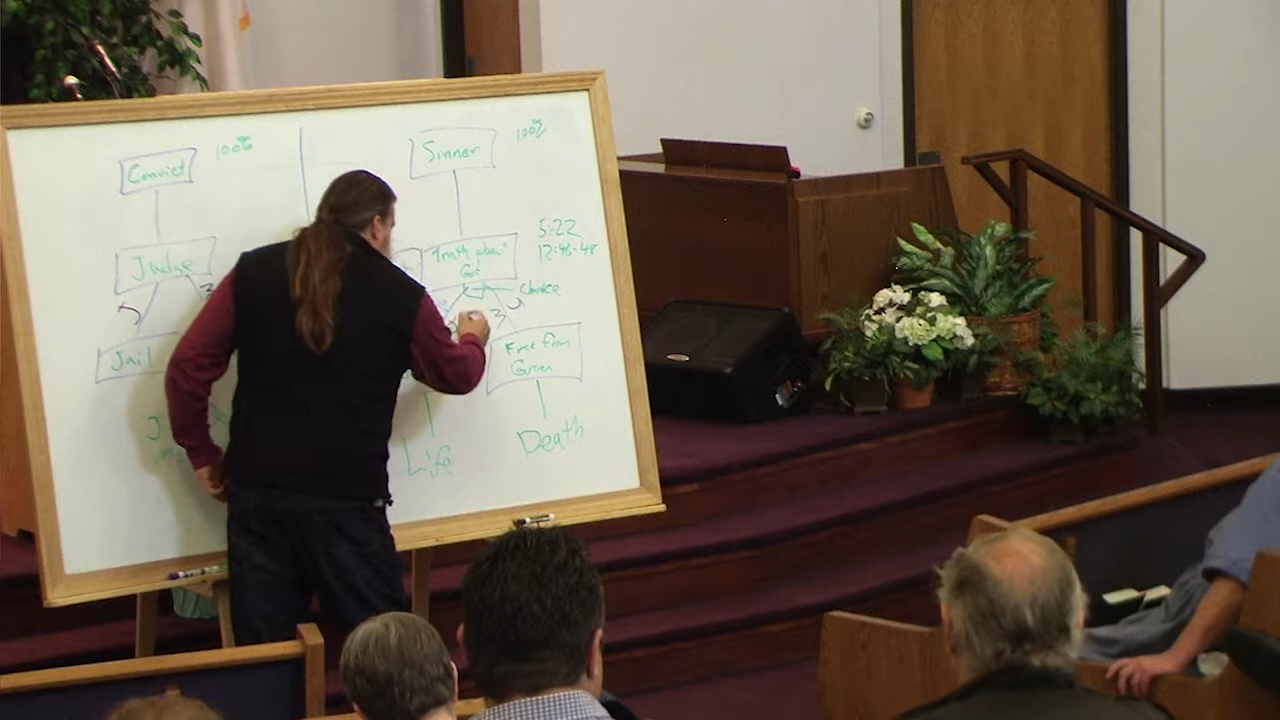 Convict
100%
Judge
Jail
Sinner
100%
Truth about
God
5:22
12:46-48
Choice
Free from
Life
Death